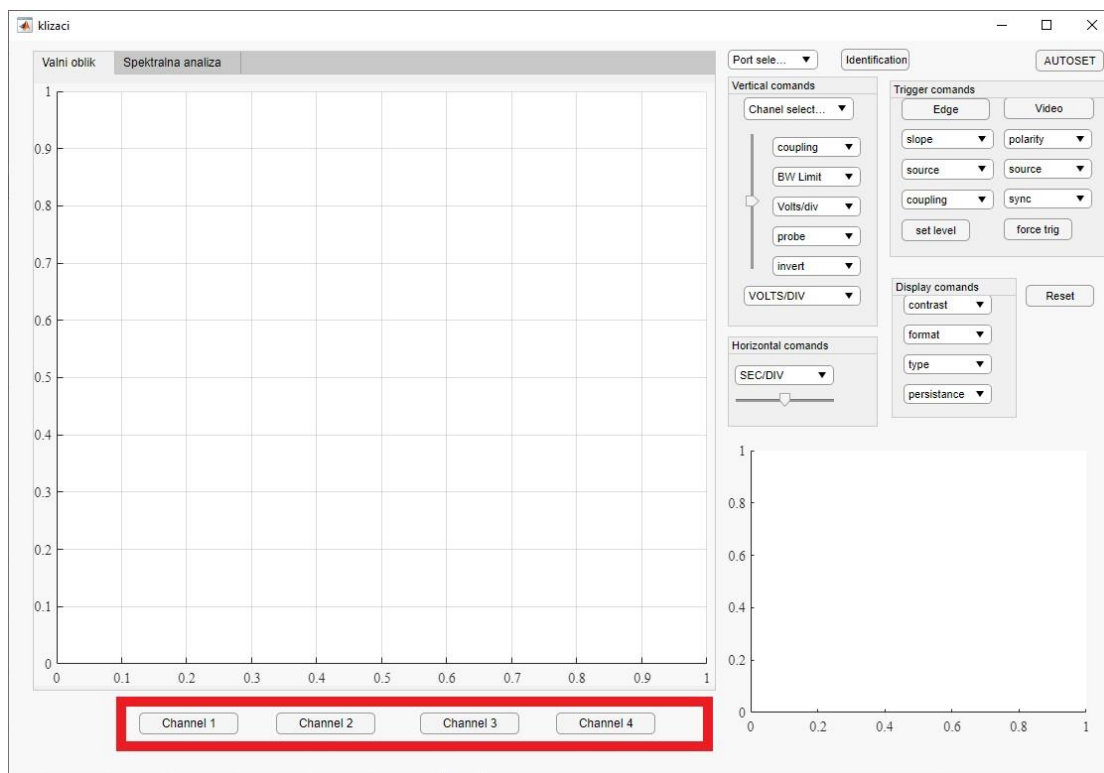 klizaci
Valni oblik
Spektralna analiza
1
0.9
0.8
0.7
0.6
0.5
0.4
0.3
0.2
0.1
0
0 0.1 0.2 0.3 0.4 0.5 0.6 0.7 0.8 0.9 1
Channel 1 Channel 2 Channel 3 Channel 4
Port sele... Identification AUTOSET
Vertical comands
Chanel select...
coupling
BW Limit
Volts/div
probe
invert
VOLTS/DIV
Horizontal comands
SEC/DIV
Trigger comands
Edge Video
slope polarity
source source
coupling sync
set level force trig
Display comands
contrast
format
type
persistance
Reset
1
0.8
0.6
0.4
0.2
0
0 0.2 0.4 0.6 0.8 1